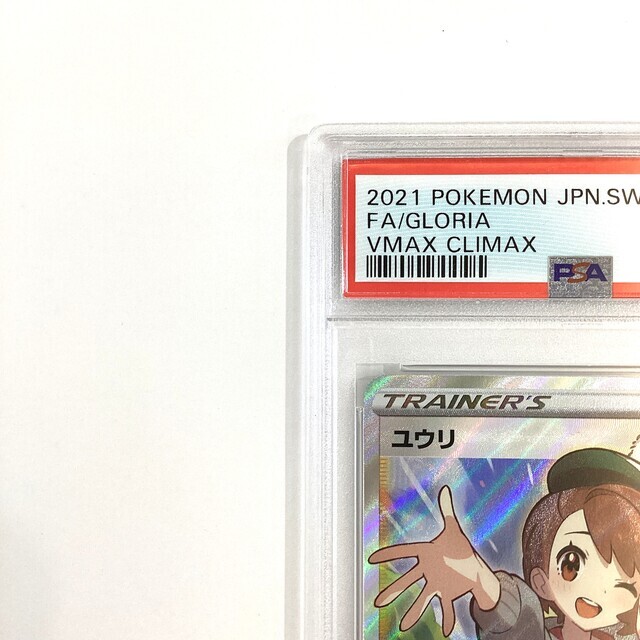 2021 POKEMON JPN.SW
FA/GLORIA
VMAX CLIMAX
PSA
TRAINER'S
ユウリ